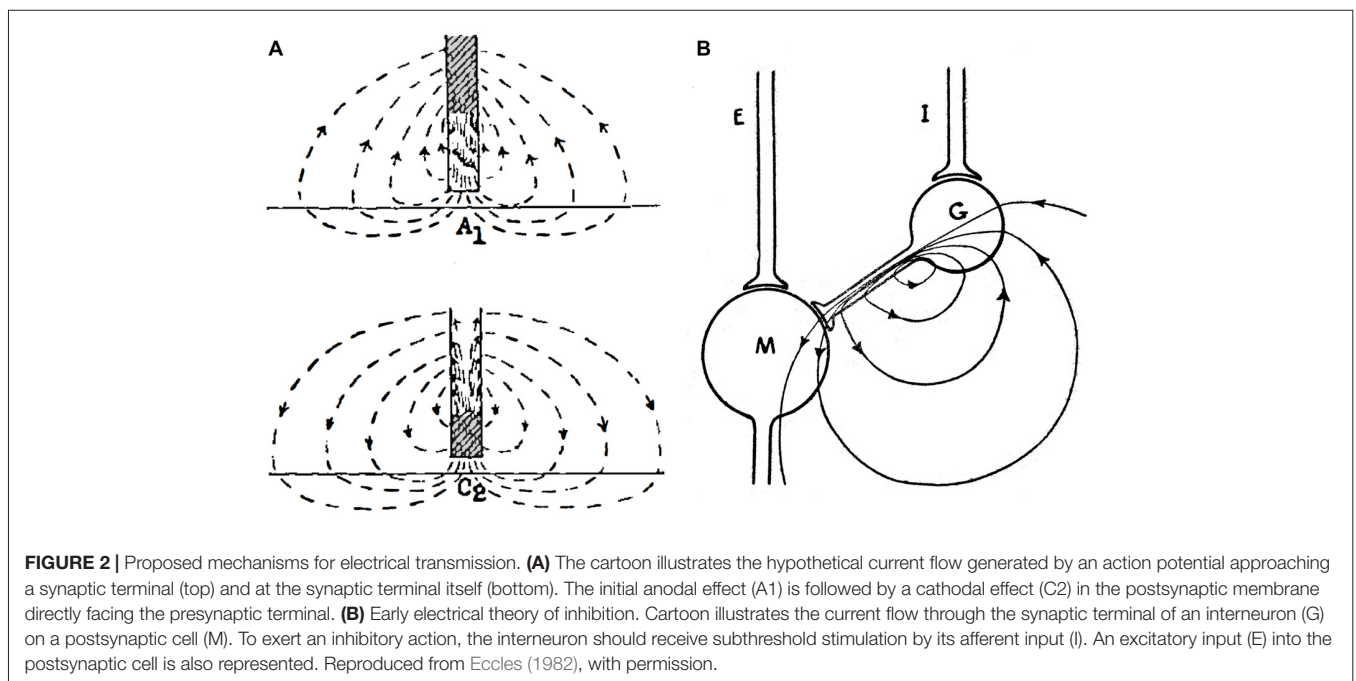 A
B
E
I
G
A1
M
C2
FIGURE 2 | Proposed mechanisms for electrical transmission. (A) The cartoon illustrates the hypothetical current flow generated by an action potential approaching
a synaptic terminal (top) and at the synaptic terminal itself (bottom). The initial anodal effect (A1) is followed by a cathodal effect (C2) in the postsynaptic membrane
directly facing the presynaptic terminal. (B) Early electrical theory of inhibition. Cartoon illustrates the current flow through the synaptic terminal of an interneuron (G)
on a postsynaptic cell (M). To exert an inhibitory action, the interneuron should receive subthreshold stimulation by its afferent input (I). An excitatory input (E) into the
postsynaptic cell is also represented. Reproduced from Eccles (1982), with permission.